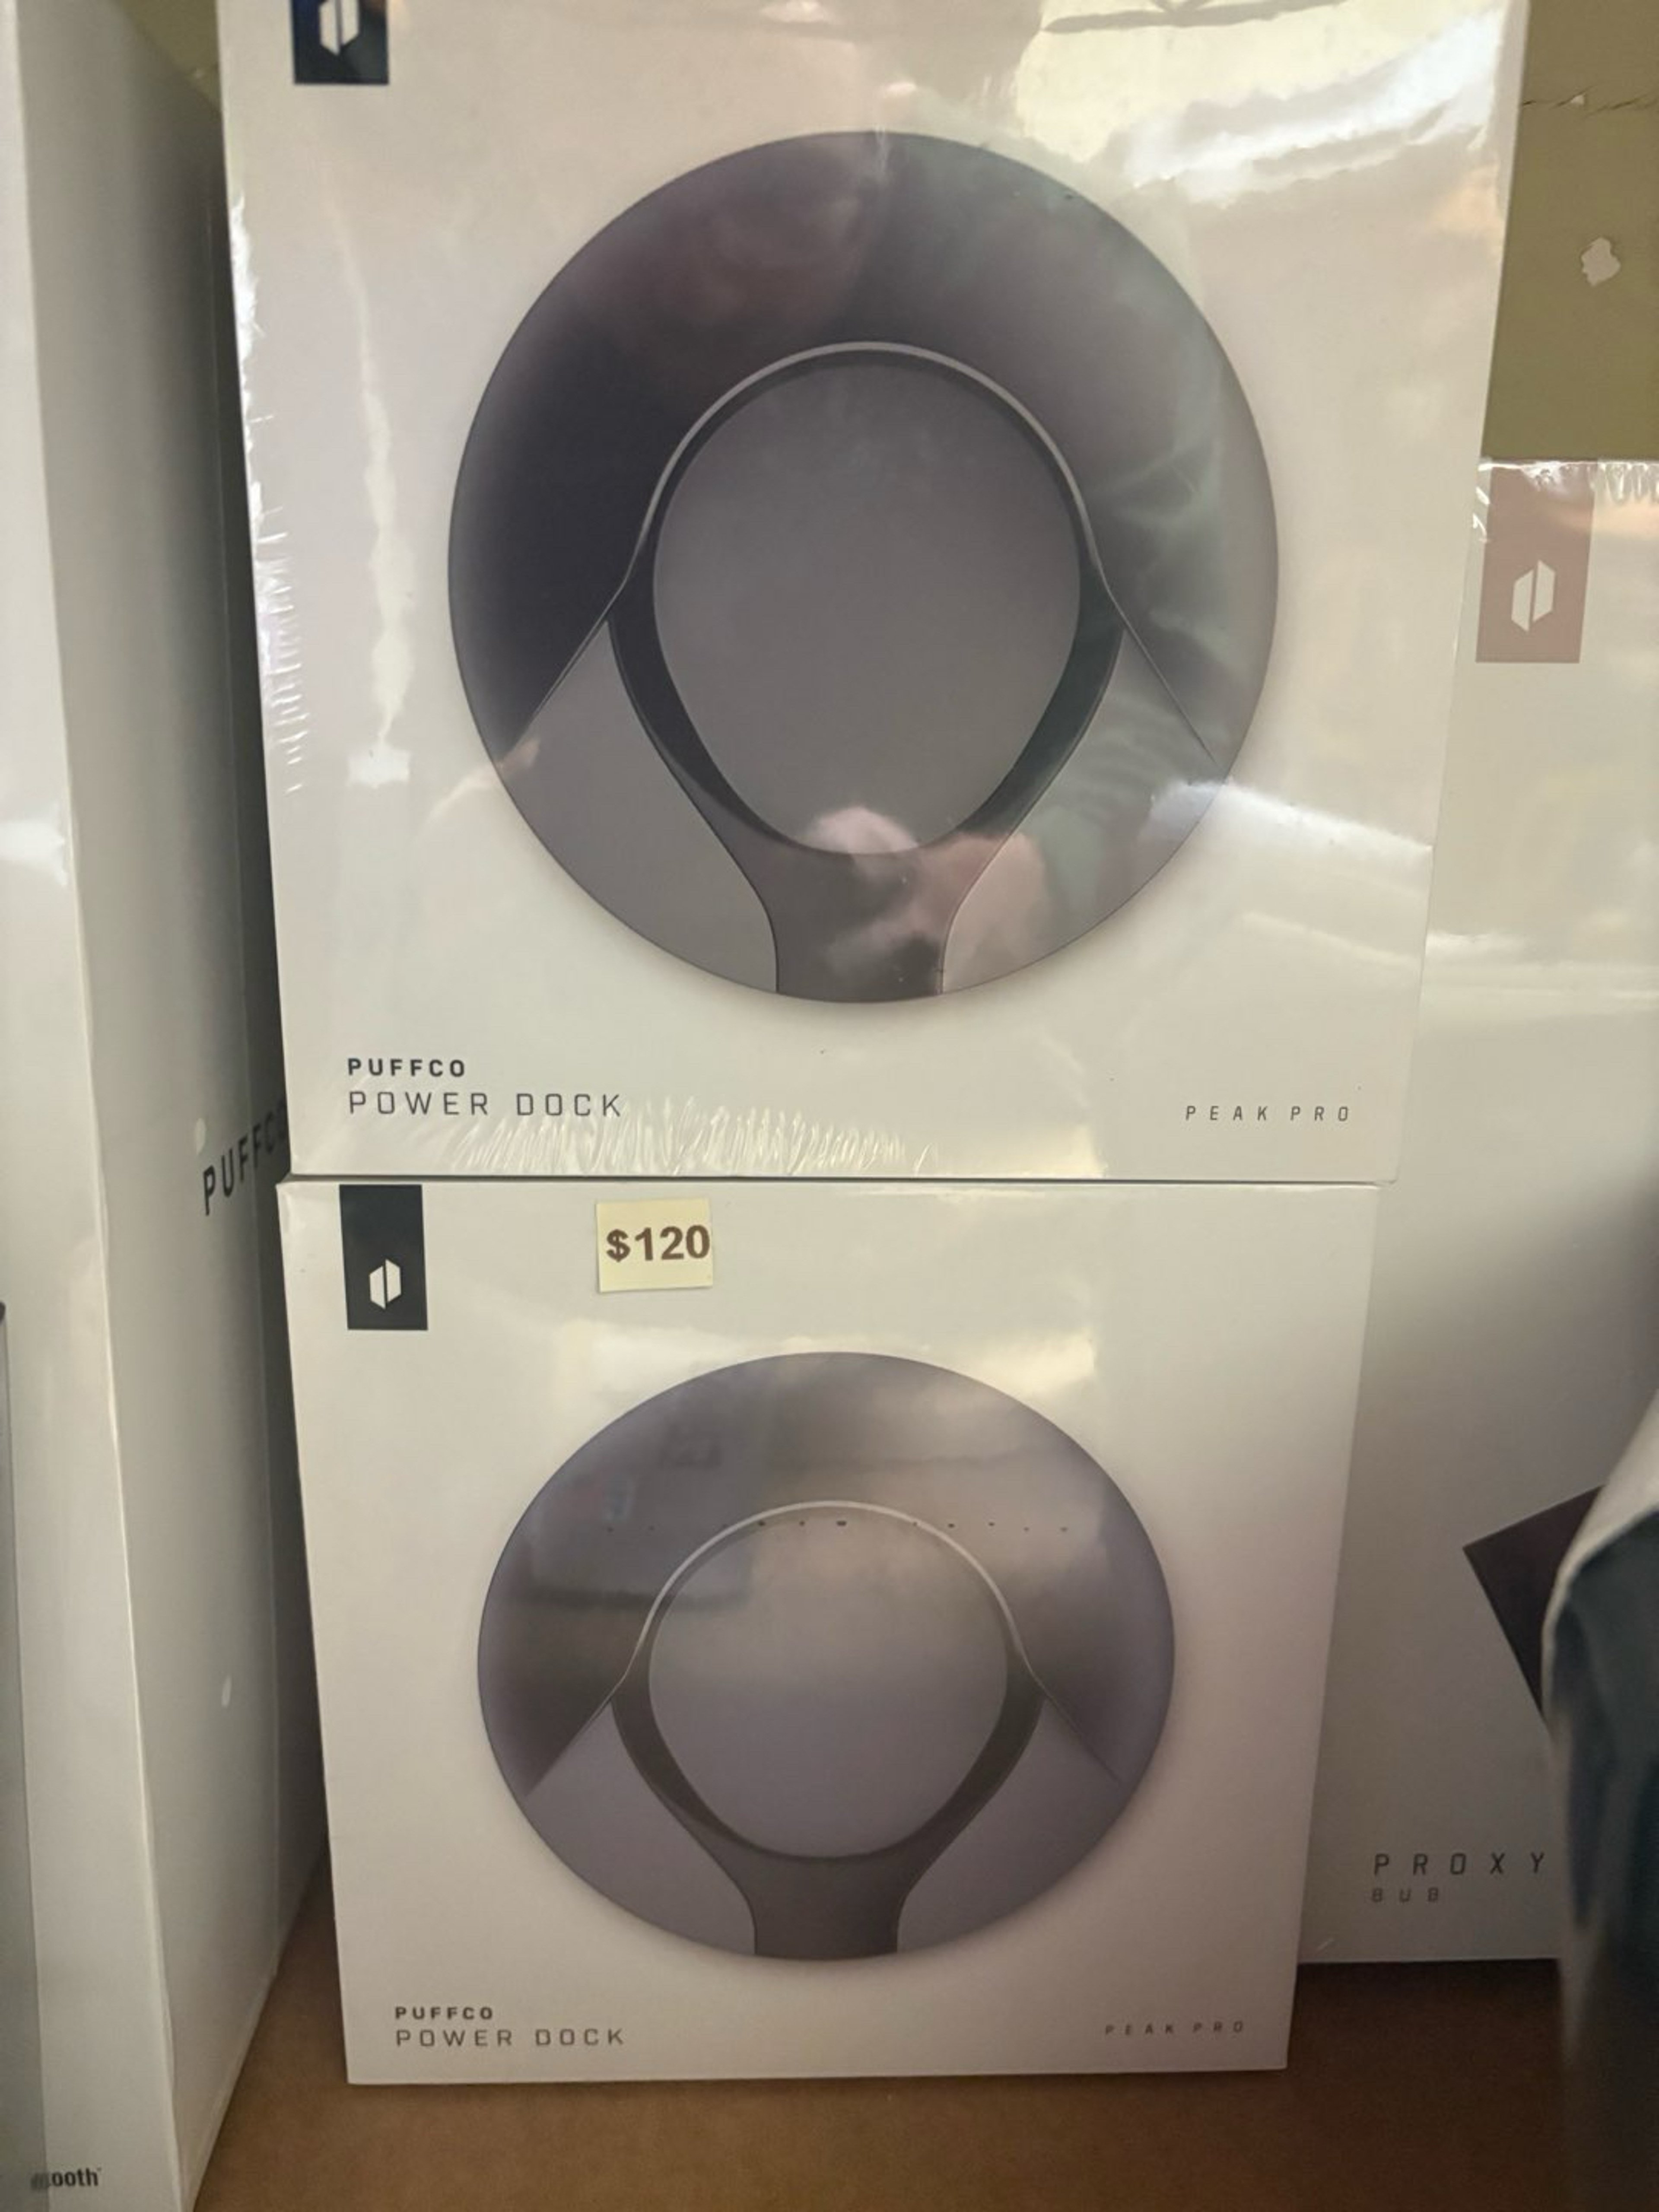 PUFFCO
POWER DOCK
PEAK PRO
PUFFCO
$120
PROXY
BUB
PUFFCO
POWER DOCK
PEAK PRO